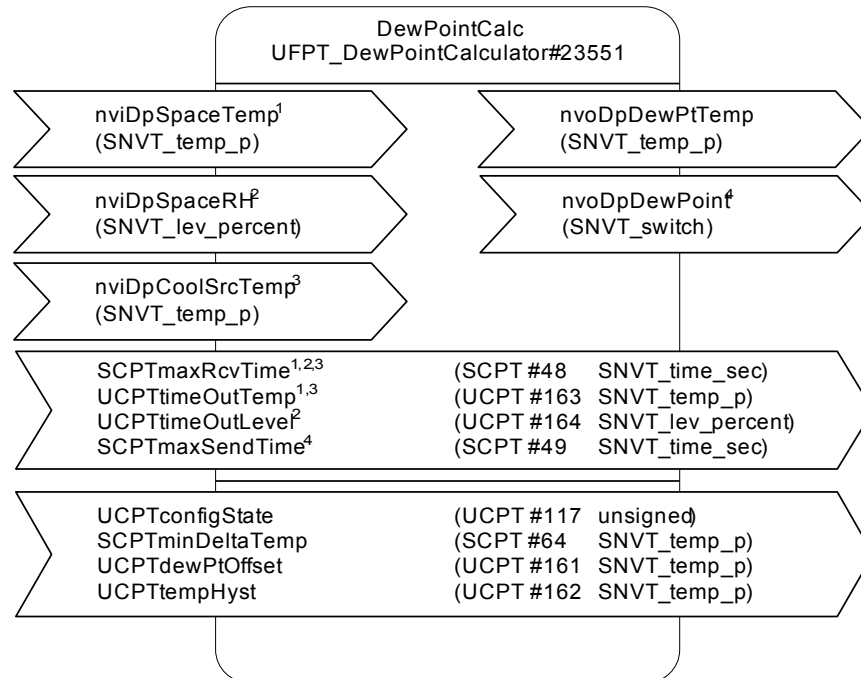 DewPointCalc
UFPT_DewPointCalculator#23551
nviDpSpaceTemp¹
(SNVT_temp_p)
nvoDpDewPtTemp
(SNVT_temp_p)
nviDpSpaceRH²
(SNVT_lev_percent)
nvoDpDewPoint⁴
(SNVT_switch)
nviDpCoolSrcTemp³
(SNVT_temp_p)
SCPTmaxRcvTime¹,²,³ (SCPT #48 SNVT_time_sec)
UCPTtimeOutTemp¹,³ (UCPT #163 SNVT_temp_p)
UCPTtimeOutLevel² (UCPT #164 SNVT_lev_percent)
SCPTmaxSendTime⁴ (SCPT #49 SNVT_time_sec)
UCPTconfigState (UCPT #117 unsigned)
SCPTminDeltaTemp (SCPT #64 SNVT_temp_p)
UCPTdewPtOffset (UCPT #161 SNVT_temp_p)
UCPTtempHyst (UCPT #162 SNVT_temp_p)